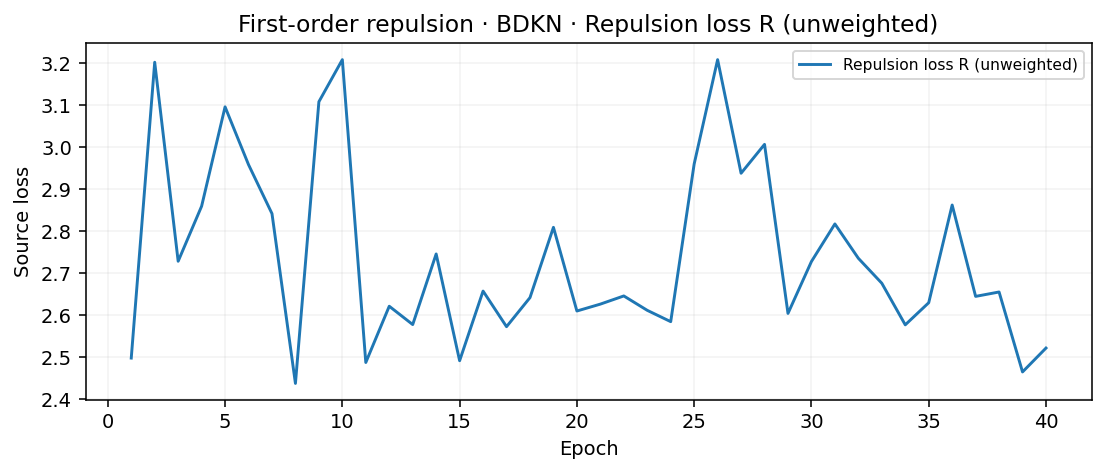 First-order repulsion · BDKN · Repulsion loss R (unweighted)
Repulsion loss R (unweighted)
Source loss
3.2
3.1
3.0
2.9
2.8
2.7
2.6
2.5
2.4
0 5 10 15 20 25 30 35 40
Epoch